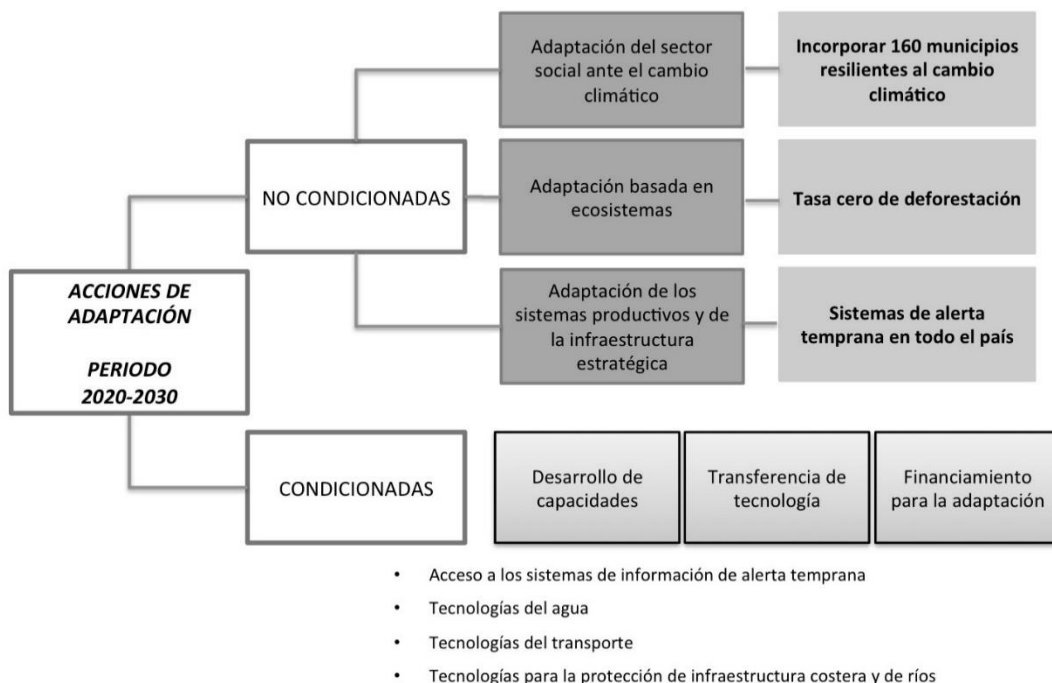 ACCIONES DE
ADAPTACIÓN
PERIODO
2020-2030
NO CONDICIONADAS
Adaptación del sector
social ante el cambio
climático
Incorporar 160 municipios
resilientes al cambio
climático
Adaptación basada en
ecosistemas
Tasa cero de deforestación
Adaptación de los
sistemas productivos y de
la infraestructura
estratégica
Sistemas de alerta
temprana en todo el país
CONDICIONADAS
Desarrollo de
capacidades
Transferencia de
tecnología
Financiamiento
para la adaptación
• Acceso a los sistemas de información de alerta temprana
• Tecnologías del agua
• Tecnologías del transporte
• Tecnologías para la protección de infraestructura costera y de ríos